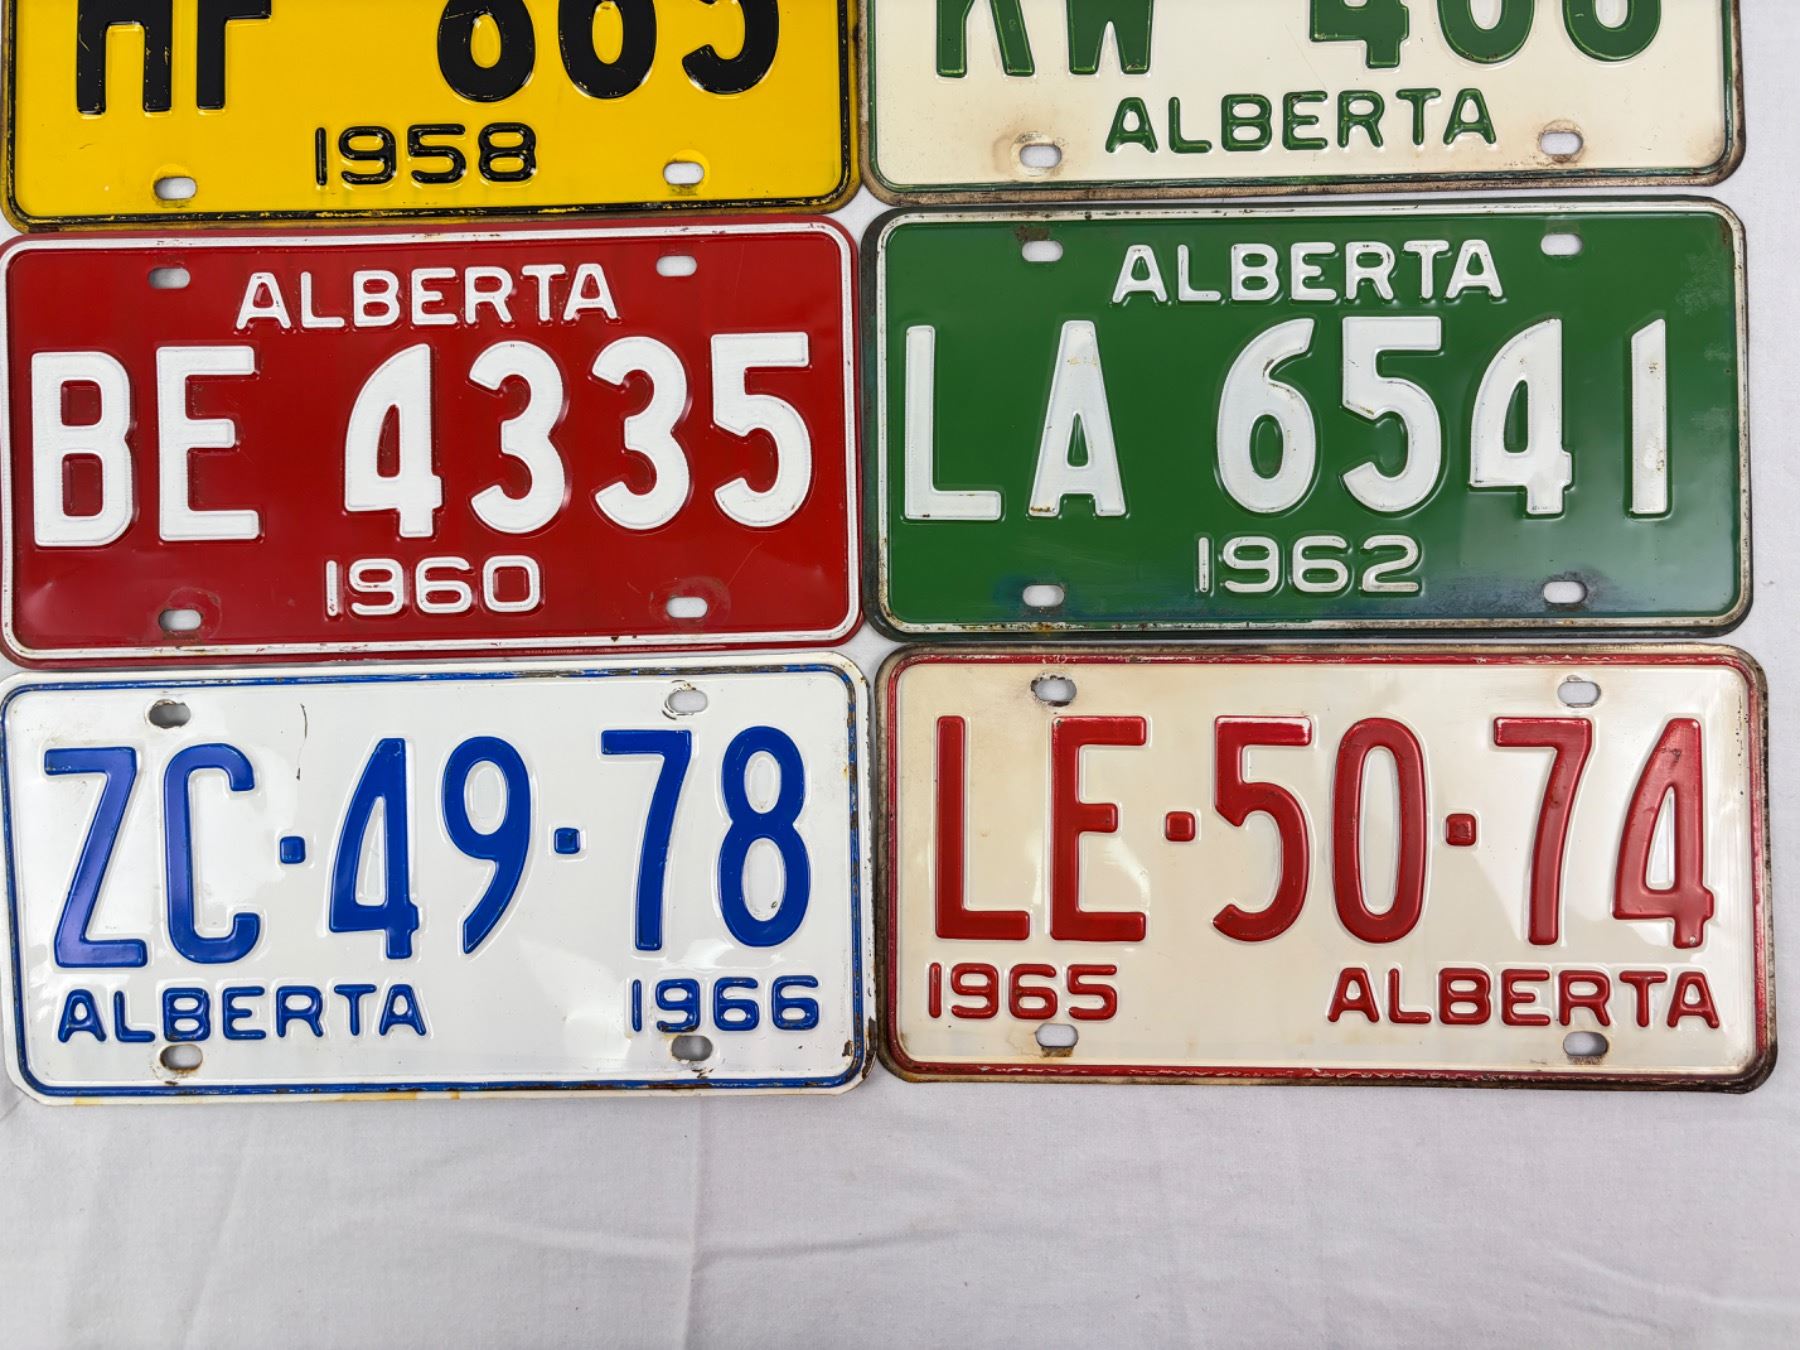 1958
ALBERTA
ALBERTA
BE 4335
1960
ALBERTA
LA 6541
1962
ZC·49·78
ALBERTA 1966
LE·50·74
1965 ALBERTA